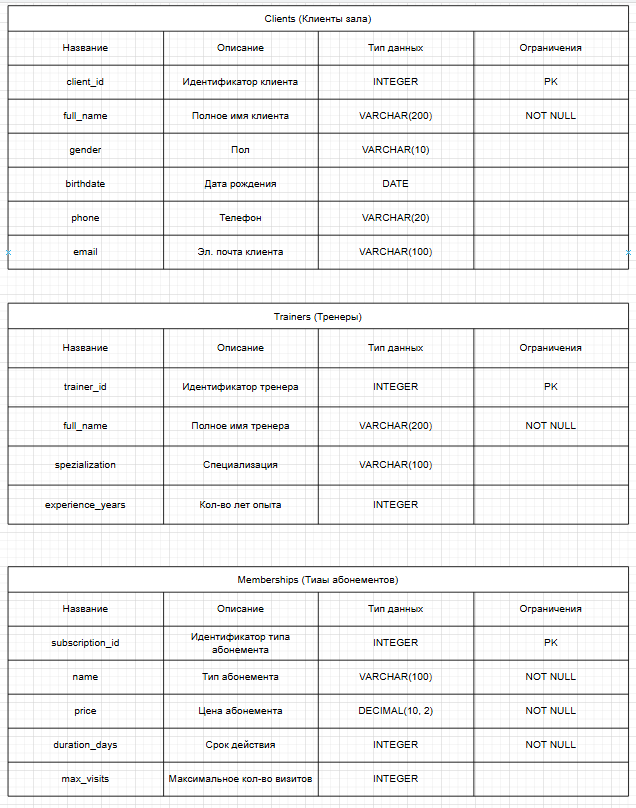 Clients (Клиенты зала)
Название Описание Тип данных Ограничения
client_id Идентификатор клиента INTEGER PK
full_name Полное имя клиента VARCHAR(200) NOT NULL
gender Пол VARCHAR(10)
birthdate Дата рождения DATE
phone Телефон VARCHAR(20)
email Эл. почта клиента VARCHAR(100)
Trainers (Тренеры)
Название Описание Тип данных Ограничения
trainer_id Идентификатор тренера INTEGER PK
full_name Полное имя тренера VARCHAR(200) NOT NULL
spezialization Специализация VARCHAR(100)
experience_years Кол-во лет опыта INTEGER
Memberships (Тиаы абонементов)
Название Описание Тип данных Ограничения
subscription_id Идентификатор типа абонемента INTEGER PK
name Тип абонемента VARCHAR(100) NOT NULL
price Цена абонемента DECIMAL(10, 2) NOT NULL
duration_days Срок действия INTEGER NOT NULL
max_visits Максимальное кол-во визитов INTEGER